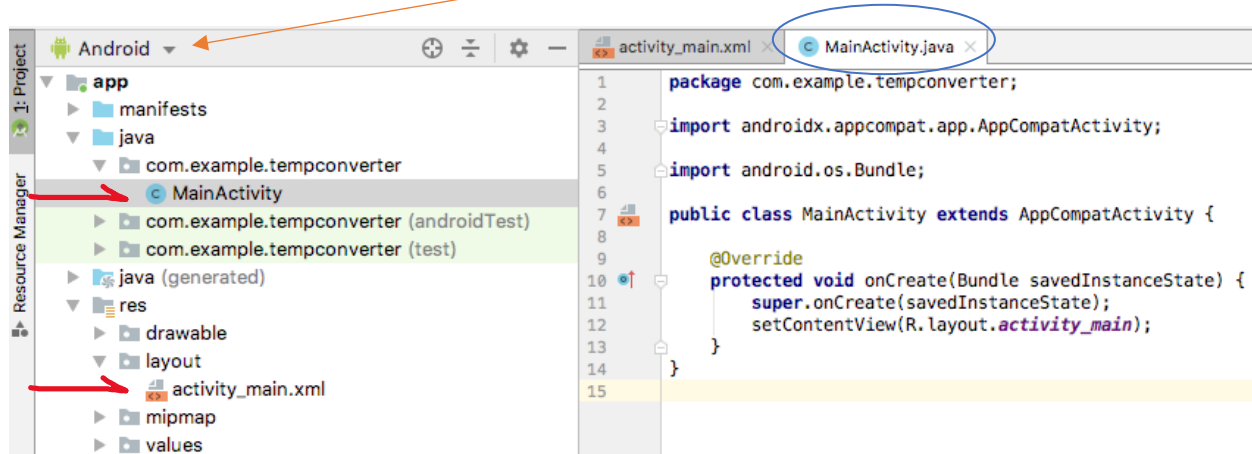 1: Project
Resource Manager
Android
app
manifests
java
com.example.tempconverter
MainActivity
com.example.tempconverter (androidTest)
com.example.tempconverter (test)
java (generated)
res
drawable
layout
activity_main.xml
mipmap
values
activity_main.xml
MainActivity.java
1 package com.example.tempconverter;
2
3 import androidx.appcompat.app.AppCompatActivity;
4
5 import android.os.Bundle;
6
7 public class MainActivity extends AppCompatActivity {
8
9 @Override
10 protected void onCreate(Bundle savedInstanceState) {
11 super.onCreate(savedInstanceState);
12 setContentView(R.layout.activity_main);
13 }
14 }
15